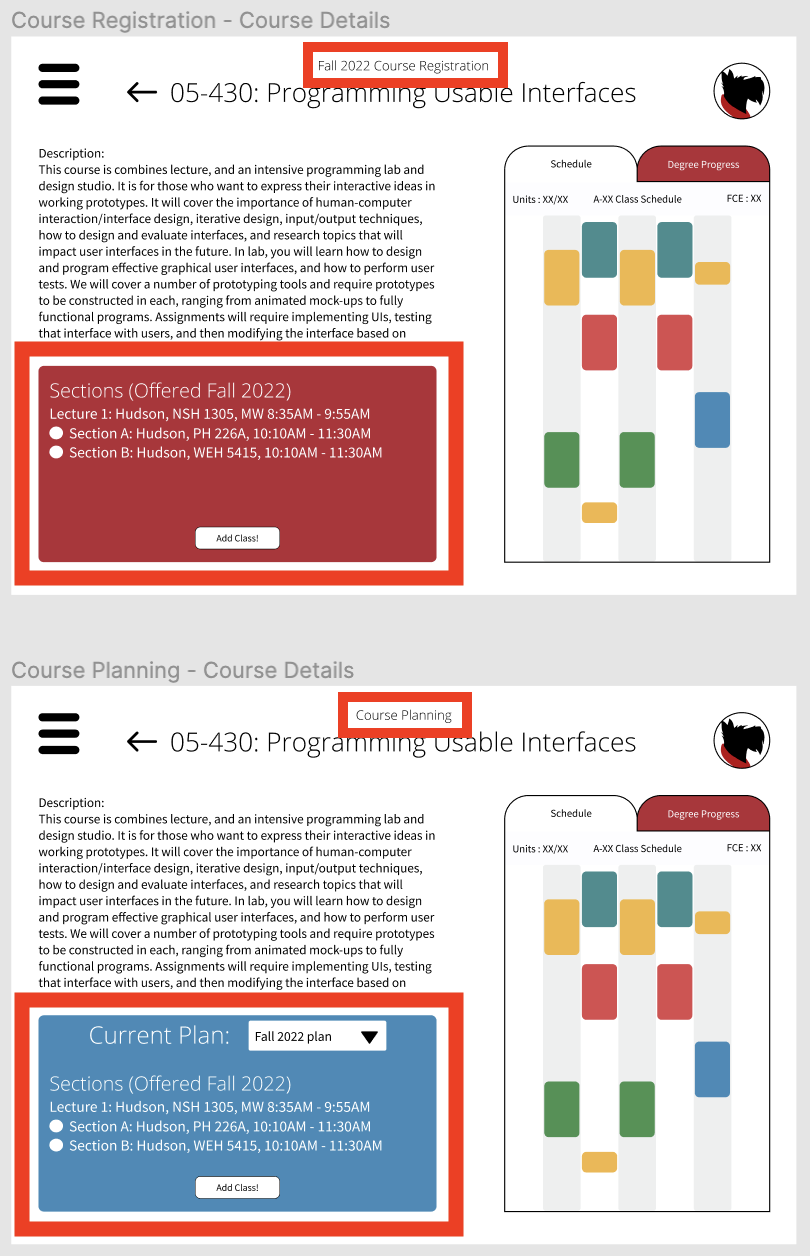 Course Registration - Course Details
Fall 2022 Course Registration
05-430: Programming Usable Interfaces
Description:
This course is combines lecture, and an intensive programming lab and
design studio. It is for those who want to express their interactive ideas in
working prototypes. It will cover the importance of human-computer
interaction/interface design, iterative design, input/output techniques,
how to design and evaluate interfaces, and research topics that will
impact user interfaces in the future. In lab, you will learn how to design
and program effective graphical user interfaces, and how to perform user
tests. We will cover a number of prototyping tools and require prototypes
to be constructed in each, ranging from animated mock-ups to fully
functional programs. Assignments will require implementing UIs, testing
that interface with users, and then modifying the interface based on
Sections (Offered Fall 2022)
Lecture 1: Hudson, NSH 1305, MW 8:35AM - 9:55AM
Section A: Hudson, PH 226A, 10:10AM - 11:30AM
Section B: Hudson, WEH 5415, 10:10AM - 11:30AM
Add Class!
Schedule
Degree Progress
Units : XX/XX
A-XX Class Schedule
FCE : XX
Course Planning - Course Details
Course Planning
05-430: Programming Usable Interfaces
Description:
This course is combines lecture, and an intensive programming lab and
design studio. It is for those who want to express their interactive ideas in
working prototypes. It will cover the importance of human-computer
interaction/interface design, iterative design, input/output techniques,
how to design and evaluate interfaces, and research topics that will
impact user interfaces in the future. In lab, you will learn how to design
and program effective graphical user interfaces, and how to perform user
tests. We will cover a number of prototyping tools and require prototypes
to be constructed in each, ranging from animated mock-ups to fully
functional programs. Assignments will require implementing UIs, testing
that interface with users, and then modifying the interface based on
Current Plan:
Fall 2022 plan
Sections (Offered Fall 2022)
Lecture 1: Hudson, NSH 1305, MW 8:35AM - 9:55AM
Section A: Hudson, PH 226A, 10:10AM - 11:30AM
Section B: Hudson, WEH 5415, 10:10AM - 11:30AM
Add Class!
Schedule
Degree Progress
Units : XX/XX
A-XX Class Schedule
FCE : XX